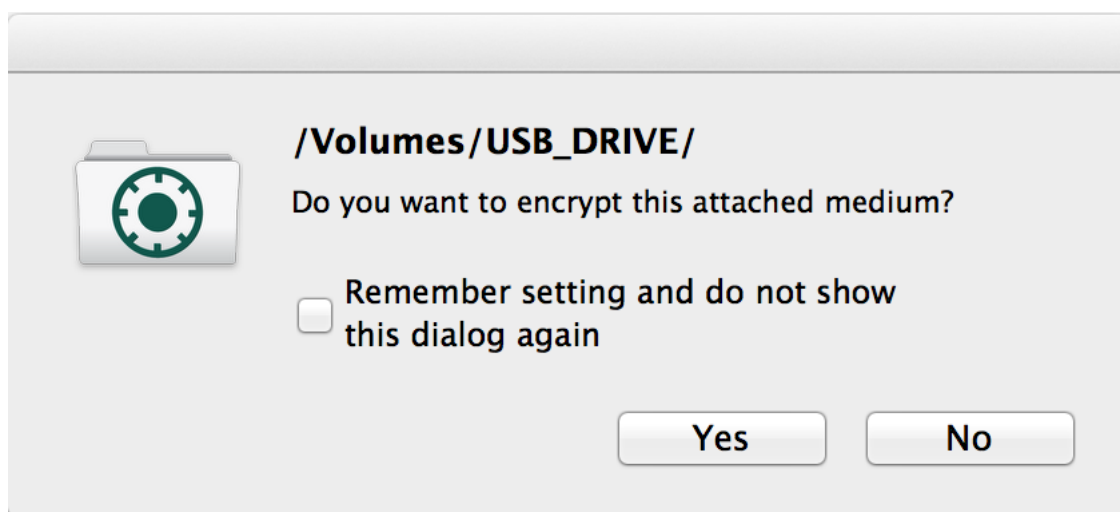 /Volumes/USB_DRIVE/
Do you want to encrypt this attached medium?
Remember setting and do not show
this dialog again
Yes
No